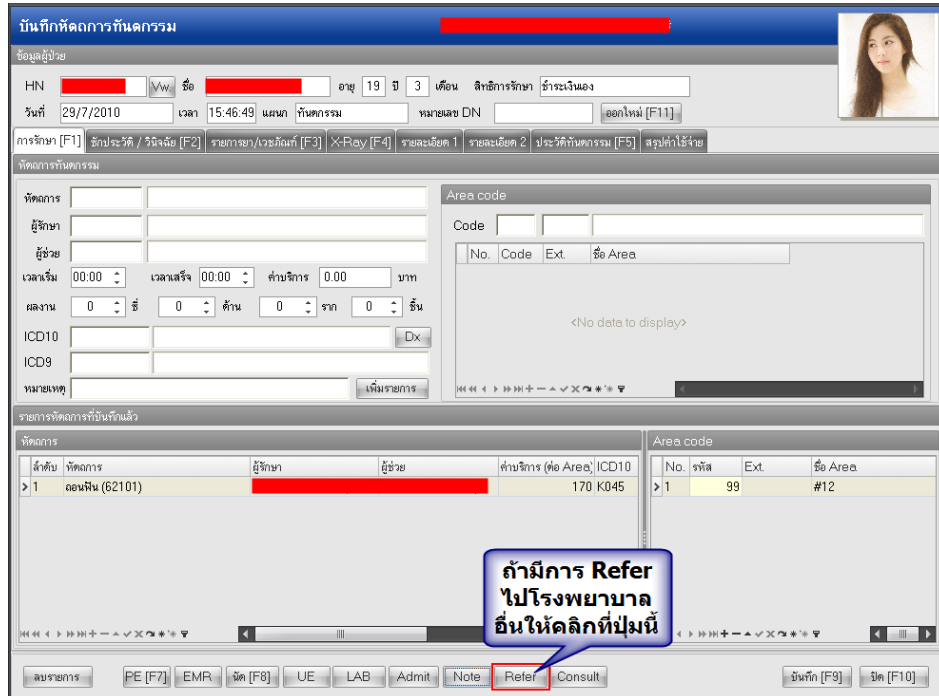 บันทึกหัตถการทันตกรรม
ข้อมูลผู้ป่วย
HN Vw. ชื่อ อายุ 19 ปี 3 เดือน สิทธิการรักษา ชำระเงินเอง
วันที่ 29/7/2010 เวลา 15:46:49 แผนก ทันตกรรม หมายเลข DN ออกใหม่ [F11]
การรักษา [F1] ซักประวัติ / วินิจฉัย [F2] รายการยา/เวชภัณฑ์ [F3] X-Ray [F4] รายละเอียด 1 รายละเอียด 2 ประวัติทันตกรรม [F5] สรุปค่าใช้จ่าย
หัตถการทันตกรรม
หัตถการ
ผู้รักษา
ผู้ช่วย
เวลาเริ่ม 00:00 เวลาเสร็จ 00:00 ค่าบริการ 0.00 บาท
ผลงาน 0 ซี่ 0 ด้าน 0 ราก 0 ชิ้น
ICD10 Dx
ICD9
หมายเหตุ เพิ่มรายการ
Area code
Code
No. Code Ext. ชื่อ Area
<No data to display>
รายการหัตถการที่บันทึกแล้ว
หัตถการ
ลำดับ หัตถการ ผู้รักษา ผู้ช่วย ค่าบริการ (ต่อ Area) ICD10
1 ถอนฟัน (62101) 170 K045
Area code
No. รหัส Ext. ชื่อ Area
1 99 #12
ถ้ามีการ Refer
ไปโรงพยาบาล
อื่นให้คลิกที่ปุ่มนี้
ลบรายการ PE [F7] EMR นัด [F8] UE LAB Admit Note Refer Consult บันทึก [F9] ปิด [F10]